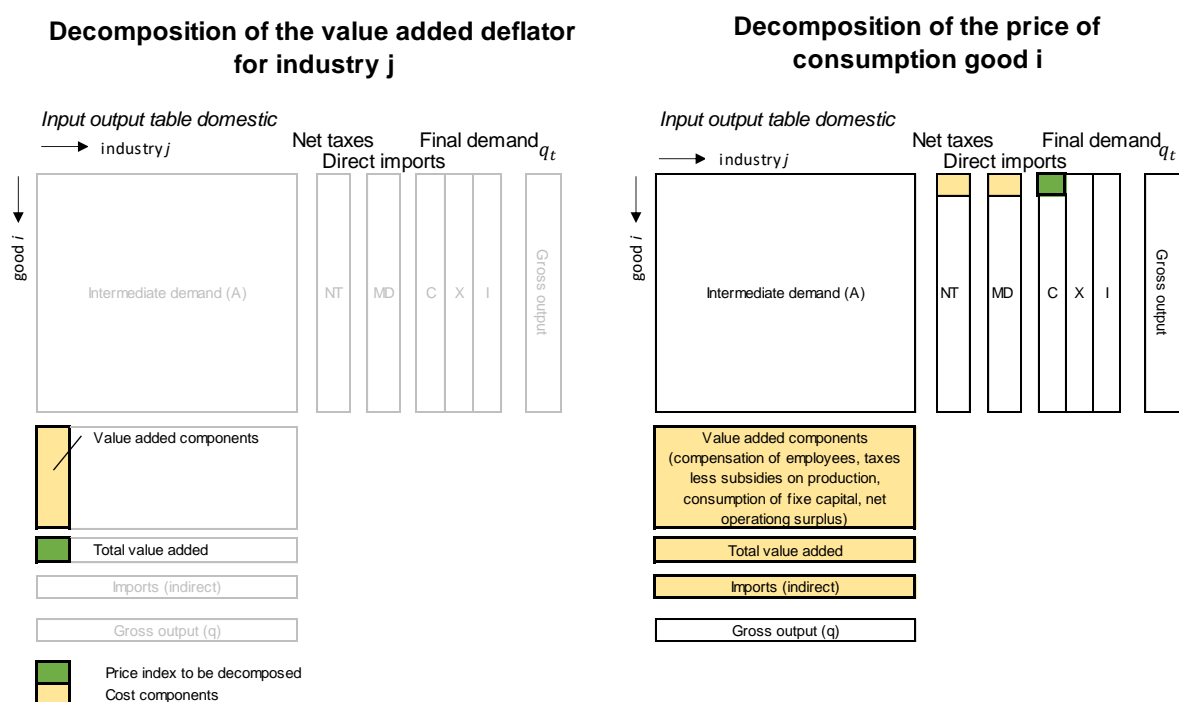 Decomposition of the value added deflator
for industry j
Input output table domestic
industry j
Net taxes
Direct imports
Final demand
q_t
good i
Intermediate demand (A)
NT
MD
C
X
I
Gross output
Value added components
Total value added
Imports (indirect)
Gross output (q)
Price index to be decomposed
Cost components
Decomposition of the price of
consumption good i
Input output table domestic
industry j
Net taxes
Direct imports
Final demand
q_t
good i
Intermediate demand (A)
NT
MD
C
X
I
Gross output
Value added components
(compensation of employees, taxes
less subsidies on production,
consumption of fixe capital, net
operationg surplus)
Total value added
Imports (indirect)
Gross output (q)